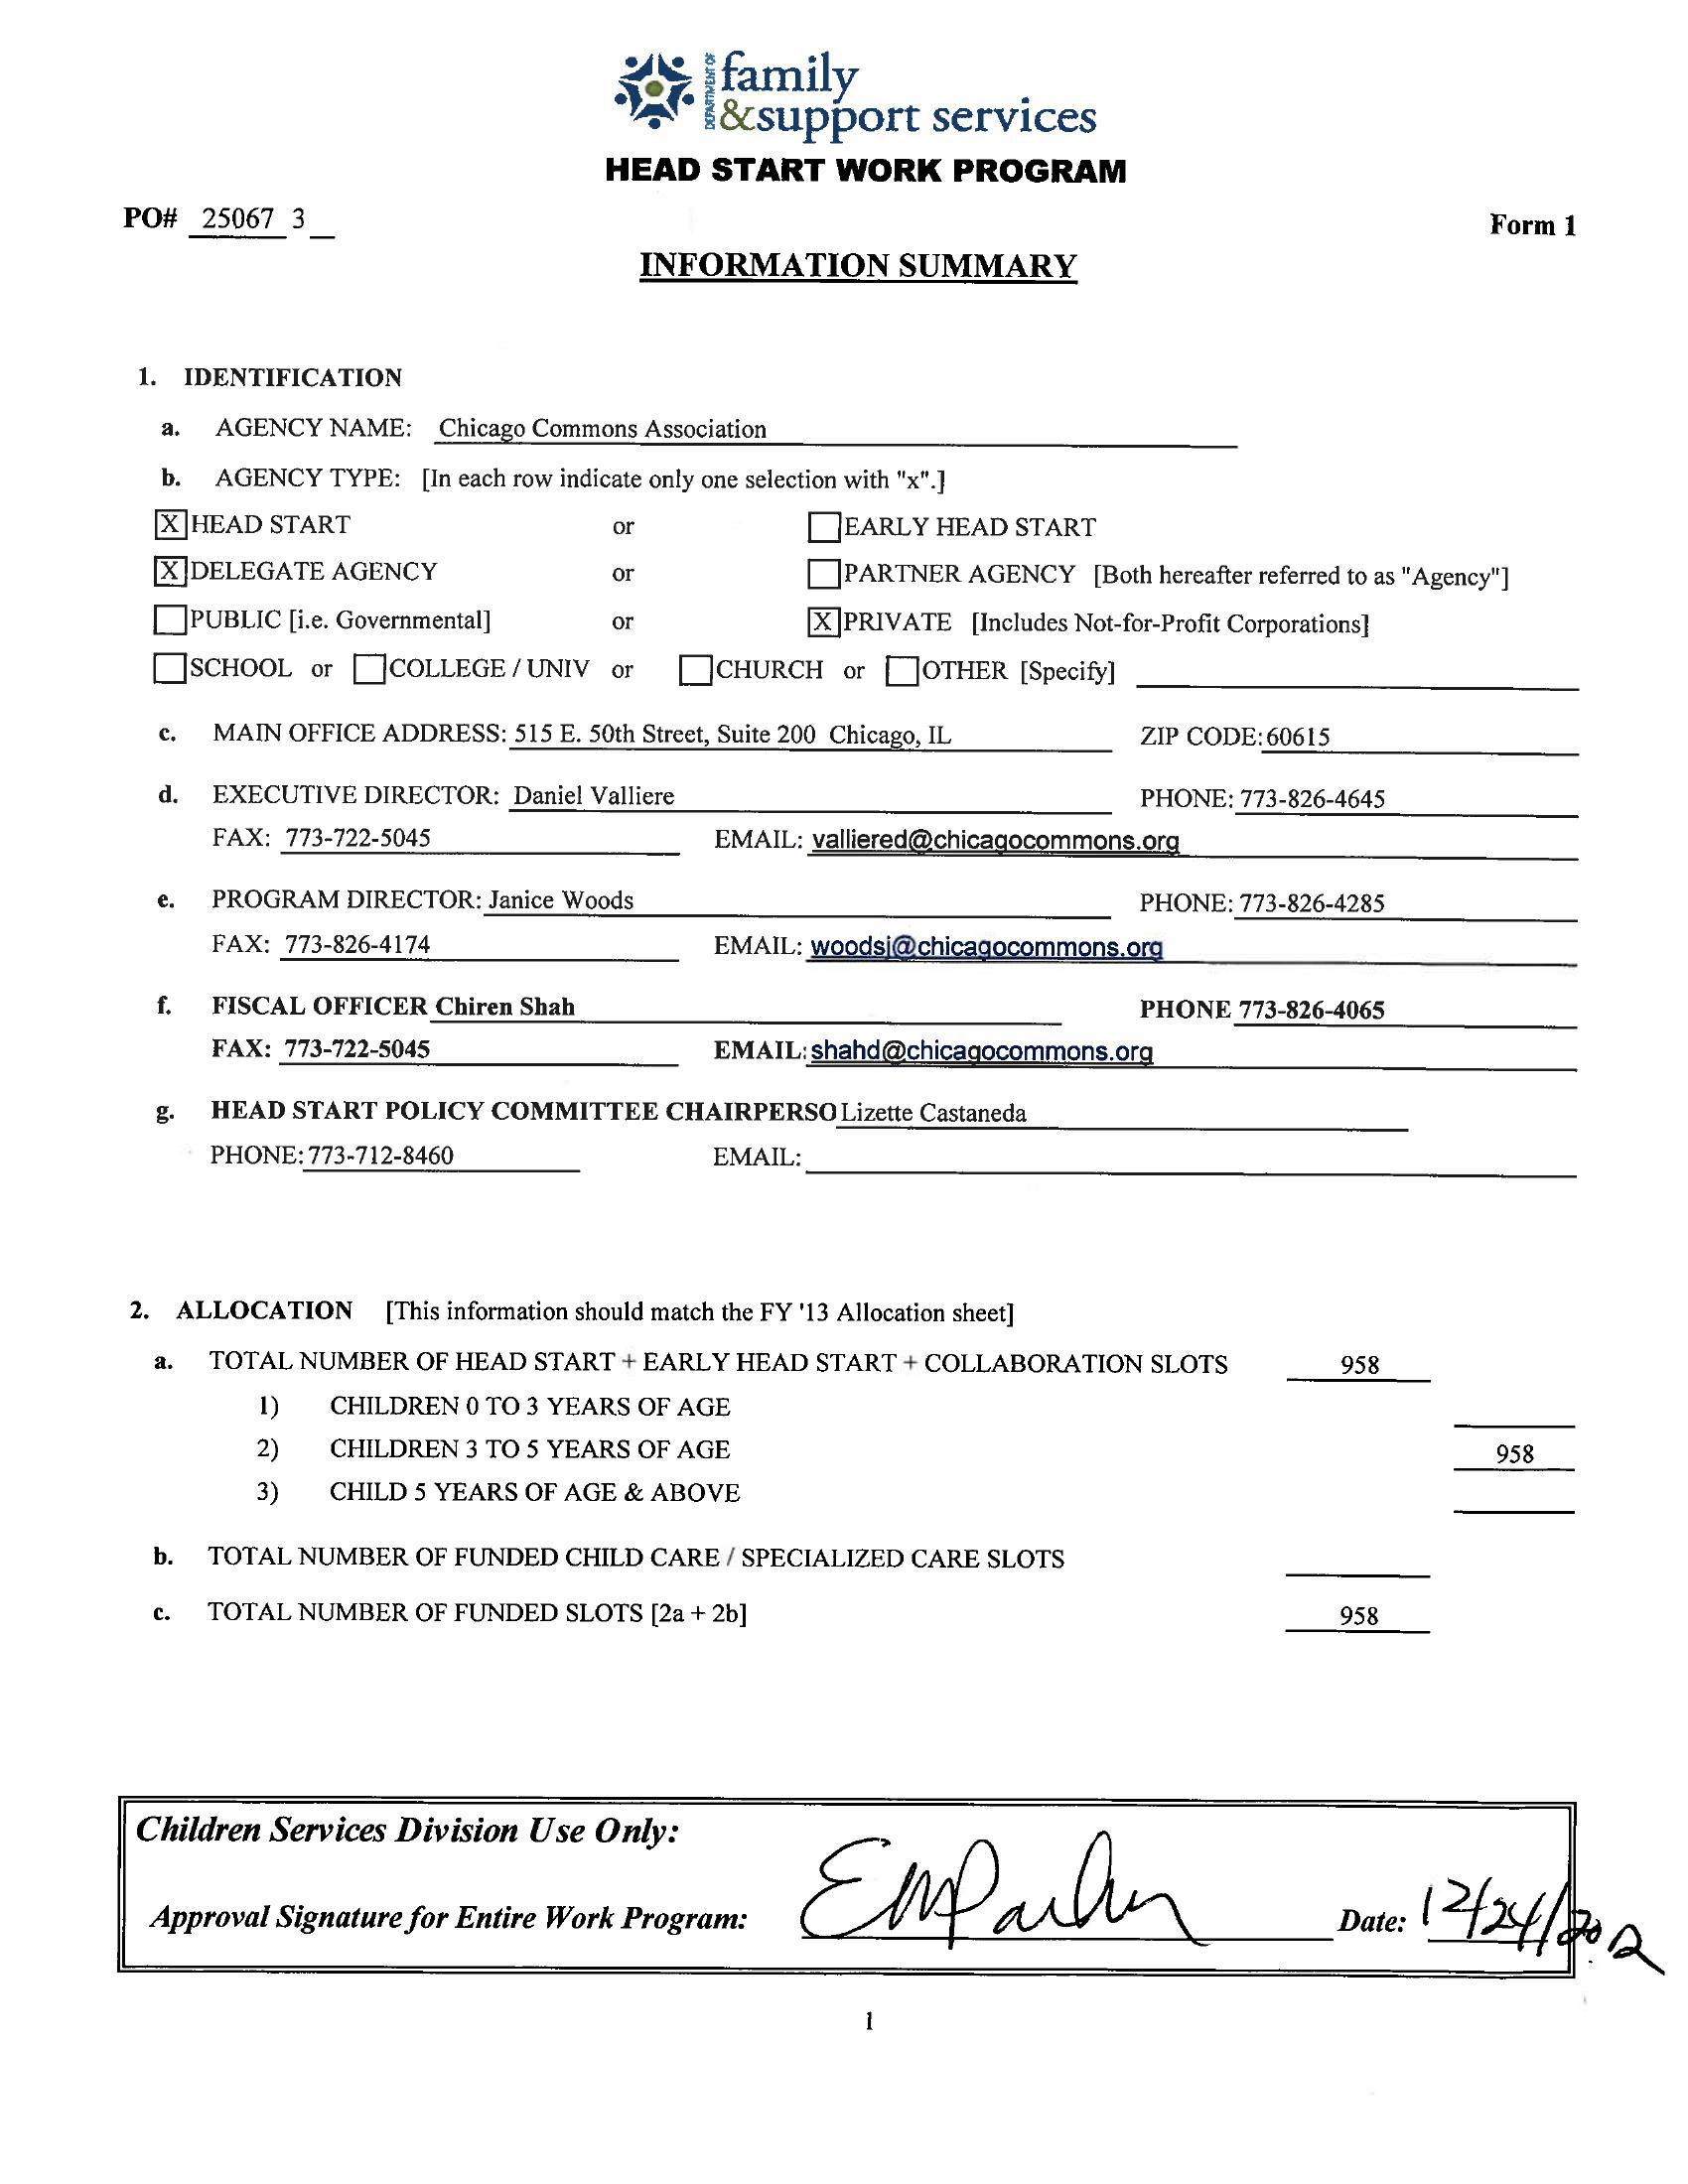 DEPARTMENT OF
family
&support services
HEAD START WORK PROGRAM
PO# 25067 3
Form 1
INFORMATION SUMMARY
1. IDENTIFICATION
a. AGENCY NAME: Chicago Commons Association
b. AGENCY TYPE: [In each row indicate only one selection with "x".]
X HEAD START or EARLY HEAD START
X DELEGATE AGENCY or PARTNER AGENCY [Both hereafter referred to as "Agency"]
PUBLIC [i.e. Governmental] or X PRIVATE [Includes Not-for-Profit Corporations]
SCHOOL or COLLEGE / UNIV or CHURCH or OTHER [Specify]
c. MAIN OFFICE ADDRESS: 515 E. 50th Street, Suite 200 Chicago, IL ZIP CODE: 60615
d. EXECUTIVE DIRECTOR: Daniel Valliere PHONE: 773-826-4645
FAX: 773-722-5045 EMAIL: valliered@chicagocommons.org
e. PROGRAM DIRECTOR: Janice Woods PHONE: 773-826-4285
FAX: 773-826-4174 EMAIL: woodsj@chicagocommons.org
f. FISCAL OFFICER Chiren Shah PHONE 773-826-4065
FAX: 773-722-5045 EMAIL: shahd@chicagocommons.org
g. HEAD START POLICY COMMITTEE CHAIRPERSO Lizette Castaneda
PHONE: 773-712-8460 EMAIL:
2. ALLOCATION [This information should match the FY '13 Allocation sheet]
a. TOTAL NUMBER OF HEAD START + EARLY HEAD START + COLLABORATION SLOTS 958
1) CHILDREN 0 TO 3 YEARS OF AGE
2) CHILDREN 3 TO 5 YEARS OF AGE 958
3) CHILD 5 YEARS OF AGE & ABOVE
b. TOTAL NUMBER OF FUNDED CHILD CARE / SPECIALIZED CARE SLOTS
c. TOTAL NUMBER OF FUNDED SLOTS [2a + 2b] 958
Children Services Division Use Only:
Approval Signature for Entire Work Program: Date: 12/24/2012
1